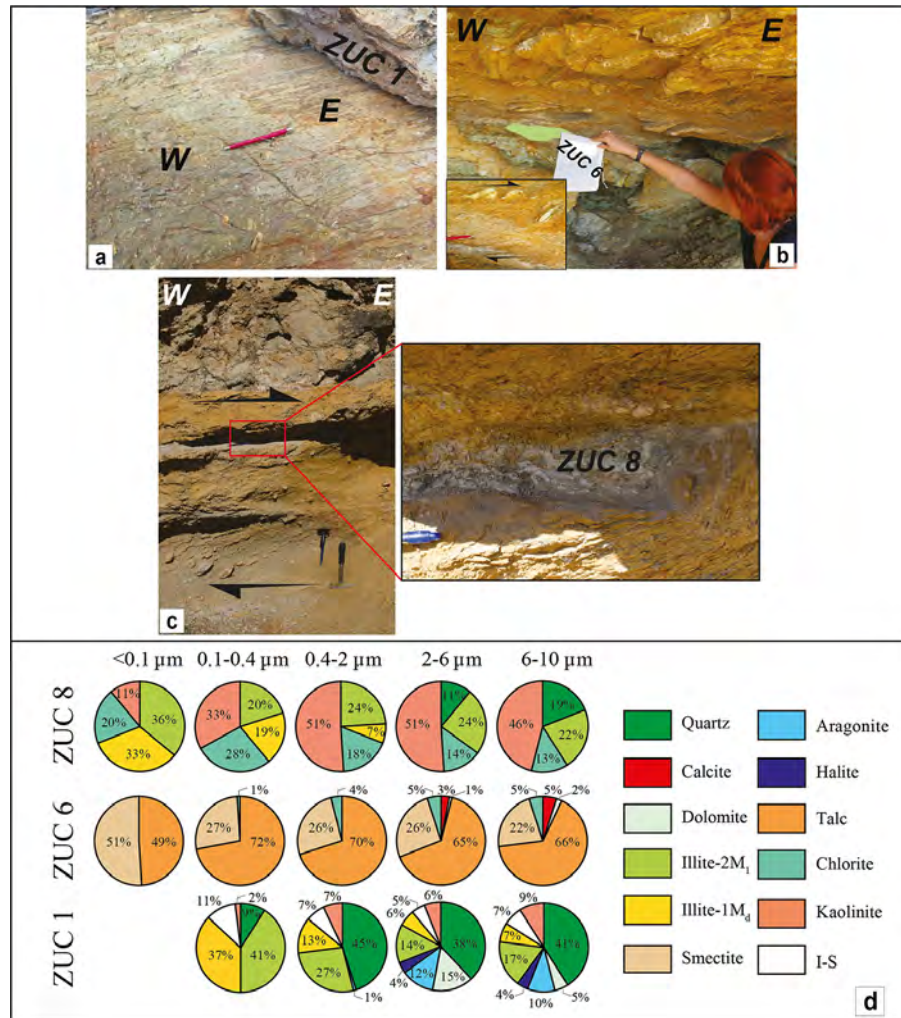 ZUC 1
E
W
a
W E
ZUC 6
b
W E
ZUC 8
c
<0.1 µm 0.1-0.4 µm 0.4-2 µm 2-6 µm 6-10 µm
ZUC 8
11% 36% 33% 20%
33% 20% 19% 28%
51% 24% 7% 18%
51% 11% 24% 14%
46% 19% 22% 13%
ZUC 6
51% 49%
1% 27% 72%
4% 26% 70%
5% 3% 1% 26% 65%
5% 5% 2% 22% 66%
ZUC 1
11% 2% 9% 37% 41%
7% 7% 13% 45% 27% 1%
5% 6% 6% 14% 38% 4% 12% 15%
9% 7% 7% 41% 17% 4% 10% 5%
Quartz
Calcite
Dolomite
Illite-2M₁
Illite-1M_d
Smectite
Aragonite
Halite
Talc
Chlorite
Kaolinite
I-S
d